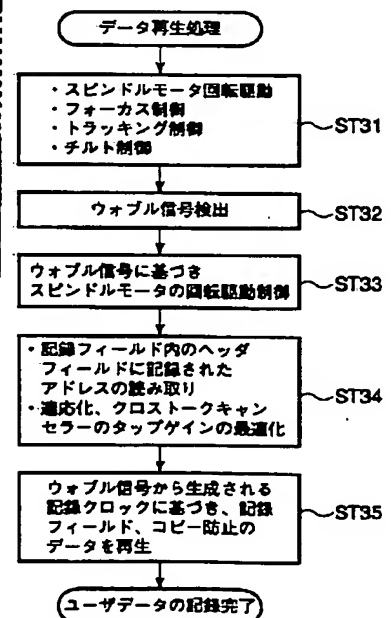 データ再生処理
・スピンドルモータ回転駆動
・フォーカス制御
・トラッキング制御
・チルト制御
ST31
ウォブル信号検出
ST32
ウォブル信号に基づき
スピンドルモータの回転駆動制御
ST33
・記録フィールド内のヘッダ
フィールドに記録された
アドレスの読み取り
・適応化、クロストークキャン
セラーのタップゲインの最適化
ST34
ウォブル信号から生成される
記録クロックに基づき、記録
フィールド、コピー防止の
データを再生
ST35
ユーザデータの記録完了